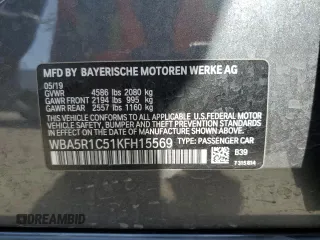 MFD BY BAYERISCHE MOTOREN WERKE AG
05/19
GVWR 4586 lbs 2080 kg
GAWR FRONT 2194 lbs 995 kg
GAWR REAR 2557 lbs 1160 kg
THIS VEHICLE CONFORMS TO ALL APPLICABLE U.S.FEDERAL
MOTOR VEHICLE SAFETY, BUMPER, AND THEFT PREVENTION
STANDARDS IN EFFECT ON THE DATE OF MANUFACTURE SHOWN ABOVE.
WBA5R1C51KFH15569 TYPE: PASSENGER CAR
B39